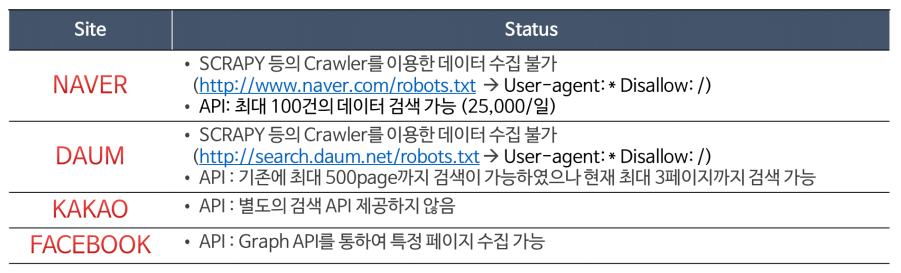 Site Status
NAVER
• SCRAPY 등의 Crawler를 이용한 데이터 수집 불가
(http://www.naver.com/robots.txt → User-agent:* Disallow: /)
• API: 최대 100건의 데이터 검색 가능 (25,000/일)
DAUM
• SCRAPY 등의 Crawler를 이용한 데이터 수집 불가
(http://search.daum.net/robots.txt → User-agent:* Disallow: /)
• API : 기존에 최대 500page까지 검색이 가능하였으나 현재 최대 3페이지까지 검색 가능
KAKAO
• API : 별도의 검색 API 제공하지 않음
FACEBOOK
• API : Graph API를 통하여 특정 페이지 수집 가능